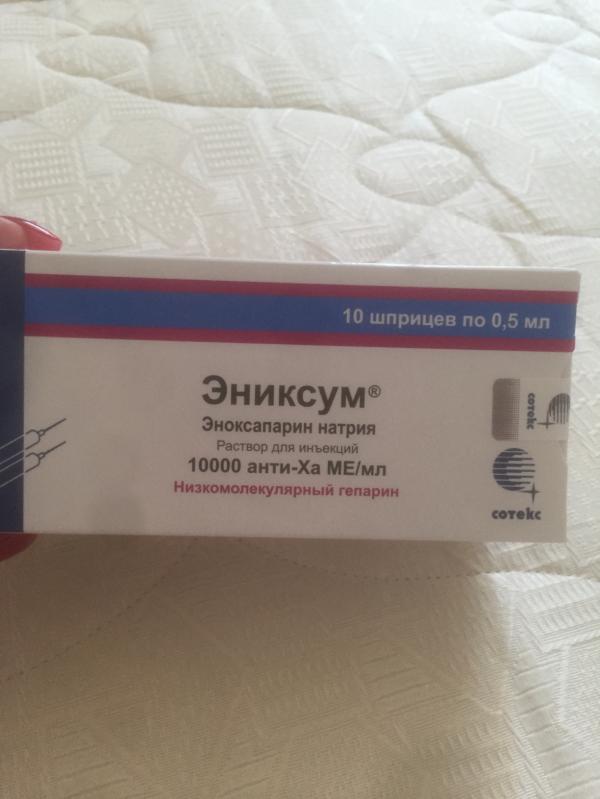 10 шприцев по 0,5 мл
Эниксум®
Эноксапарин натрия
Раствор для инъекций
10000 анти-Ха МЕ/мл
Низкомолекулярный гепарин
сотекс
сотекс